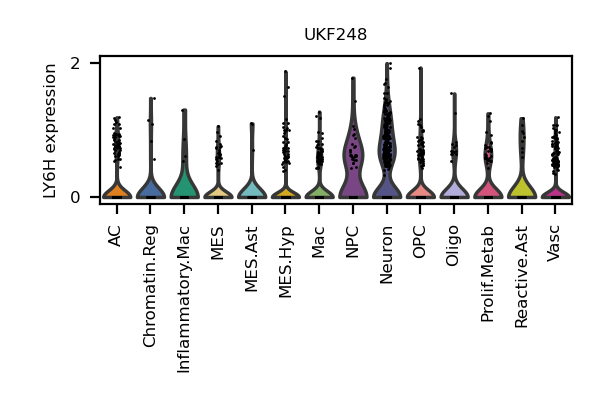 UKF248
LY6H expression
2
0
AC
Chromatin.Reg
Inflammatory.Mac
MES
MES.Ast
MES.Hyp
Mac
NPC
Neuron
OPC
Oligo
Prolif.Metab
Reactive.Ast
Vasc